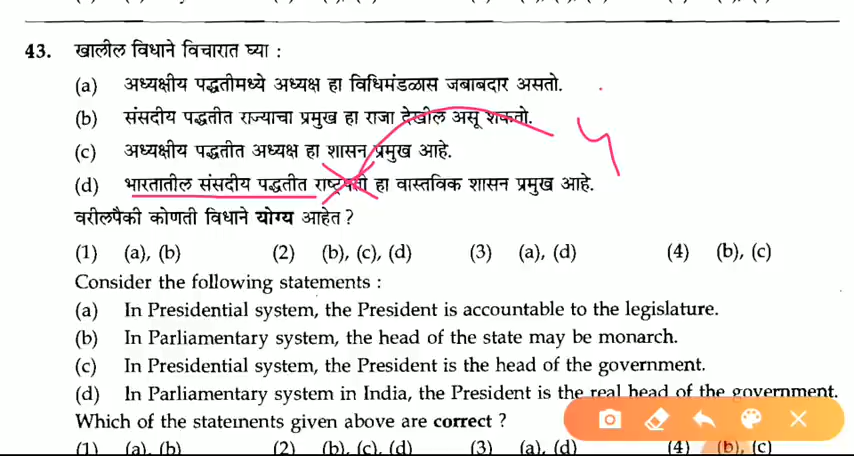 43. खालील विधाने विचारात घ्या :
(a) अध्यक्षीय पद्धतीमध्ये अध्यक्ष हा विधिमंडळास जबाबदार असतो.
(b) संसदीय पद्धतीत राज्याचा प्रमुख हा राजा देखील असू शकतो.
(c) अध्यक्षीय पद्धतीत अध्यक्ष हा शासन प्रमुख आहे.
(d) भारतातील संसदीय पद्धतीत राष्ट्रपती हा वास्तविक शासन प्रमुख आहे.
वरीलपैकी कोणती विधाने योग्य आहेत ?
(1) (a), (b) (2) (b), (c), (d) (3) (a), (d) (4) (b), (c)
Consider the following statements :
(a) In Presidential system, the President is accountable to the legislature.
(b) In Parliamentary system, the head of the state may be monarch.
(c) In Presidential system, the President is the head of the government.
(d) In Parliamentary system in India, the President is the real head of the government.
Which of the statements given above are correct ?
(1) (a), (b) (2) (b), (c), (d) (3) (a), (d) (4) (b), (c)